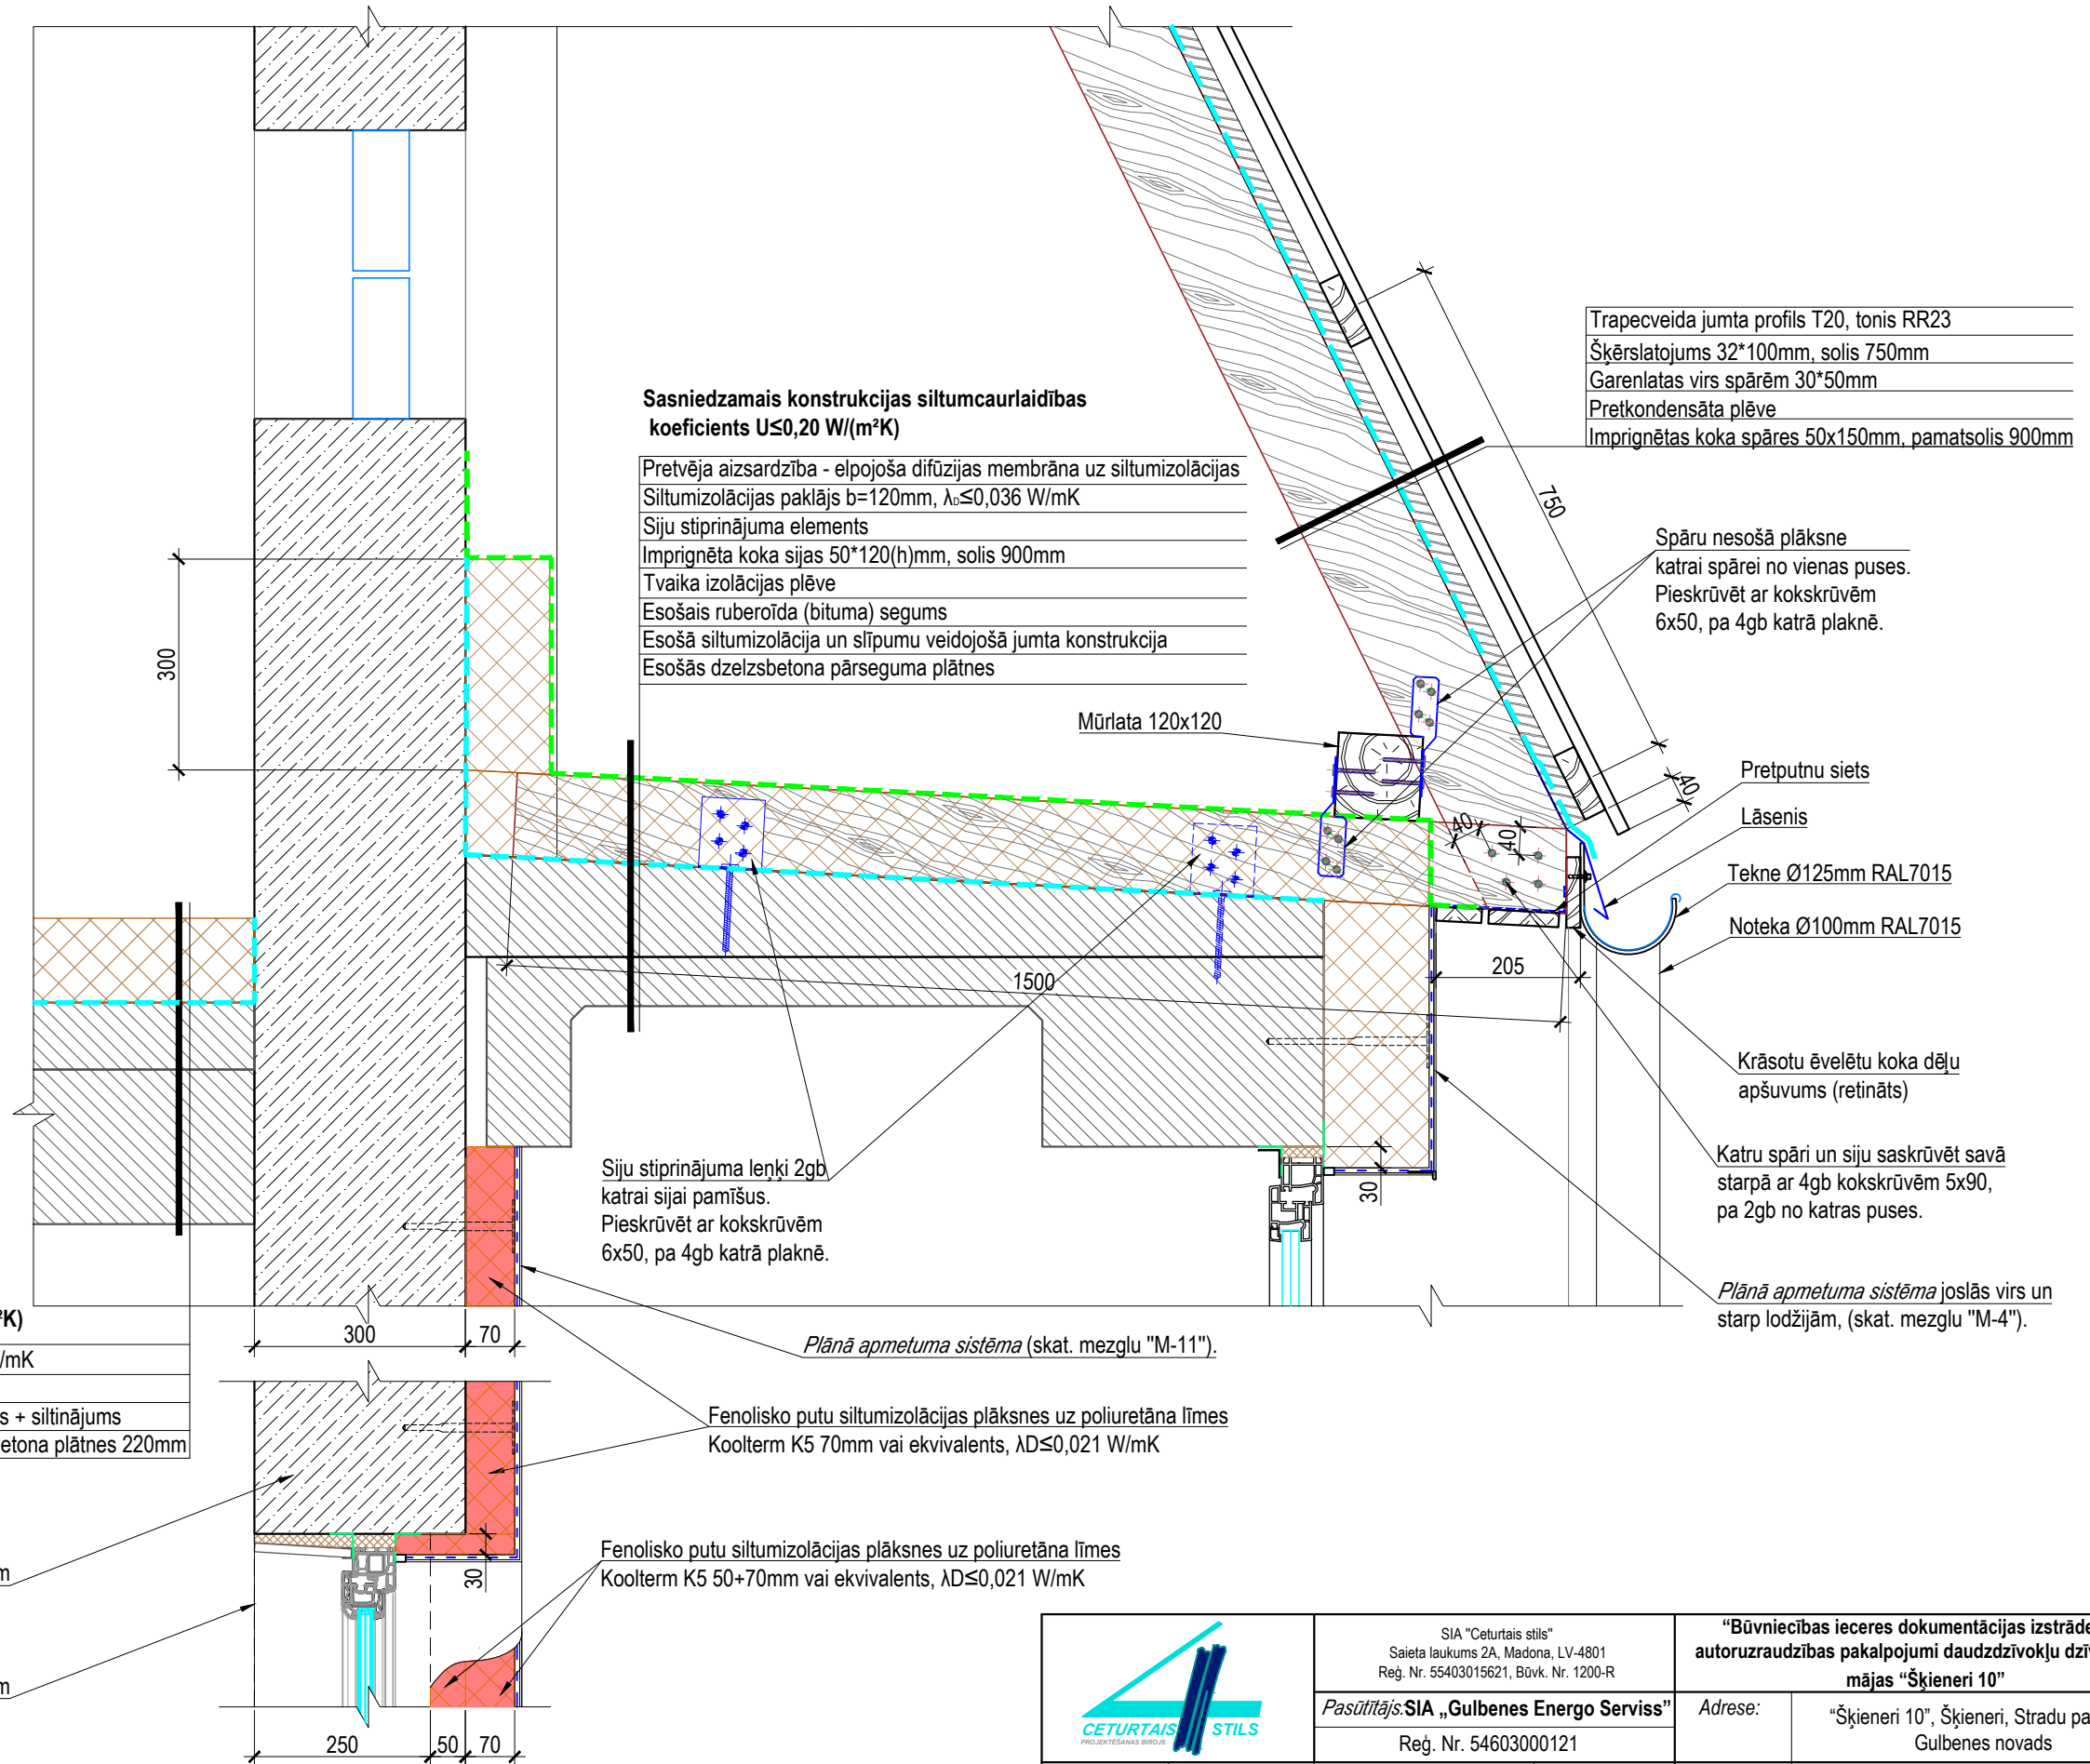 Trapecveida jumta profils T20, tonis RR23
Šķērslatojums 32*100mm, solis 750mm
Garenlatas virs spārēm 30*50mm
Pretkondensāta plēve
Imprignētas koka spāres 50x150mm, pamatsolis 900mm
Sasniedzamais konstrukcijas siltumcaurlaidības
koeficients U≤0,20 W/(m²K)
Pretvēja aizsardzība - elpojoša difūzijas membrāna uz siltumizolācijas
Siltumizolācijas paklājs b=120mm, λD≤0,036 W/mK
Siju stiprinājuma elements
Imprignēta koka sijas 50*120(h)mm, solis 900mm
Tvaika izolācijas plēve
Esošais ruberoīda (bituma) segums
Esošā siltumizolācija un slīpumu veidojošā jumta konstrukcija
Esošās dzelzsbetona pārseguma plātnes
750
Spāru nesošā plāksne
katrai spārei no vienas puses.
Pieskrūvēt ar kokskrūvēm
6x50, pa 4gb katrā plaknē.
300
Mūrlata 120x120
40
Pretputnu siets
Lāsenis
40
40
Tekne Ø125mm RAL7015
Noteka Ø100mm RAL7015
205
1500
Krāsotu ēvelētu koka dēļu
apšuvums (retināts)
Siju stiprinājuma leņķi 2gb
katrai sijai pamīšus.
Pieskrūvēt ar kokskrūvēm
6x50, pa 4gb katrā plaknē.
30
Katru spāri un siju saskrūvēt savā
starpā ar 4gb kokskrūvēm 5x90,
pa 2gb no katras puses.
Plānā apmetuma sistēma joslās virs un
starp lodžijām, (skat. mezglu "M-4").
²K)
/mK
s + siltinājums
etona plātnes 220mm
300
70
Plānā apmetuma sistēma (skat. mezglu "M-11").
Fenolisko putu siltumizolācijas plāksnes uz poliuretāna līmes
Koolterm K5 70mm vai ekvivalents, λD≤0,021 W/mK
m
30
Fenolisko putu siltumizolācijas plāksnes uz poliuretāna līmes
Koolterm K5 50+70mm vai ekvivalents, λD≤0,021 W/mK
m
250
50
70
CETURTAIS STILS
PROJEKTĒŠANAS BIROJS
SIA "Ceturtais stils"
Saieta laukums 2A, Madona, LV-4801
Reģ. Nr. 55403015621, Būvk. Nr. 1200-R
Pasūtītājs: SIA „Gulbenes Energo Serviss”
Reģ. Nr. 54603000121
“Būvniecības ieceres dokumentācijas izstrāde
autoruzraudzības pakalpojumi daudzdzīvokļu dzīv
mājas “Šķieneri 10”
Adrese:
“Šķieneri 10”, Šķieneri, Stradu pa
Gulbenes novads